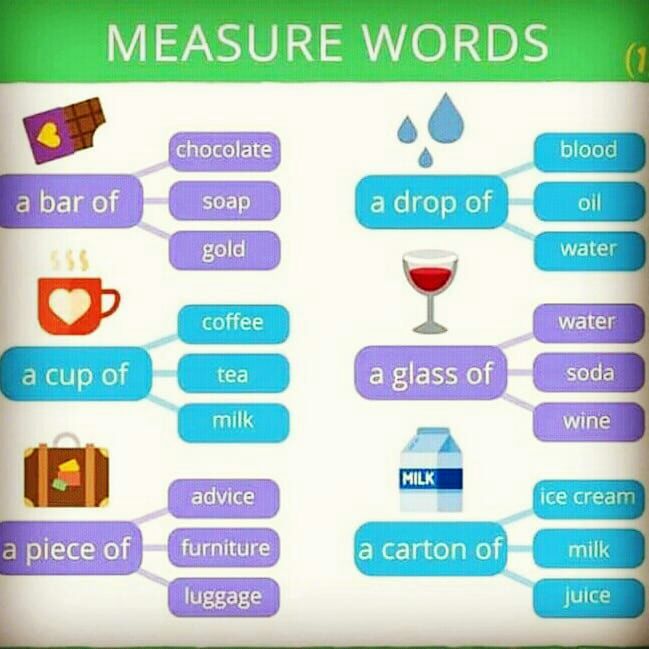 MEASURE WORDS
(1
chocolate
a bar of
soap
gold
blood
a drop of
oil
water
coffee
a cup of
tea
milk
water
a glass of
soda
wine
advice
a piece of
furniture
luggage
MILK
ice cream
a carton of
milk
juice